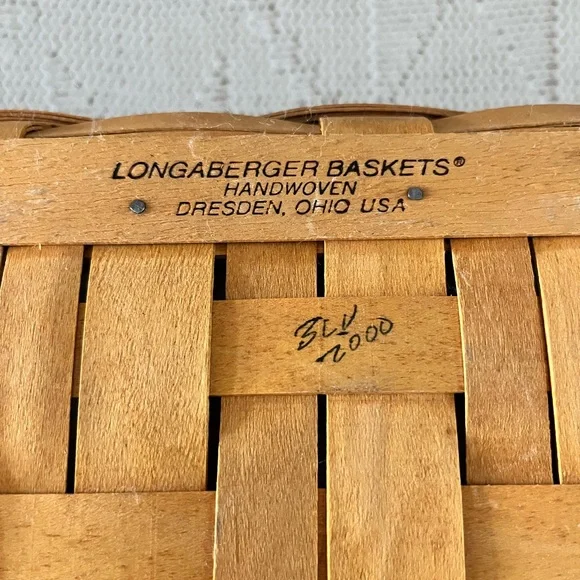 LONGABERGER BASKETS®
HANDWOVEN
DRESDEN, OHIO USA
2000